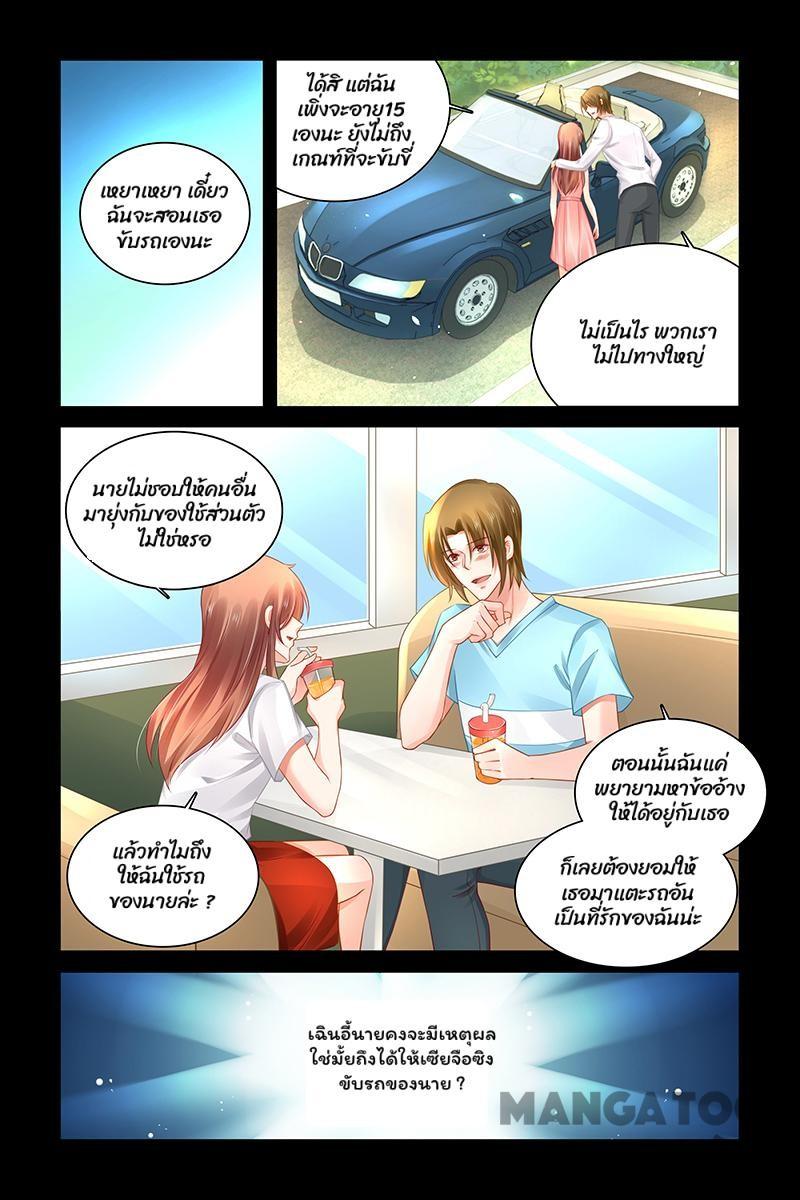 เหยาเหยา เดี๋ยว
ฉันจะสอนเธอ
ขับรถเองนะ
ได้สิ แต่ฉัน
เพิ่งจะอายุ15
เองนะ ยังไม่ถึง
เกณฑ์ที่จะขับขี่
ไม่เป็นไร พวกเรา
ไม่ไปทางใหญ่
นายไม่ชอบให้คนอื่น
มายุ่งกับของใช้ส่วนตัว
ไม่ใช่หรอ
แล้วทำไมถึง
ให้ฉันใช้รถ
ของนายล่ะ ?
ตอนนั้นฉันแค่
พยายามหาข้ออ้าง
ให้ได้อยู่กับเธอ
ก็เลยต้องยอมให้
เธอมาแตะรถอัน
เป็นที่รักของฉันน่ะ
เฉินอี้นายคงจะมีเหตุผล
ใช่มั้ยถึงได้ให้เซียจือซิง
ขับรถของนาย ?
MANGATOO